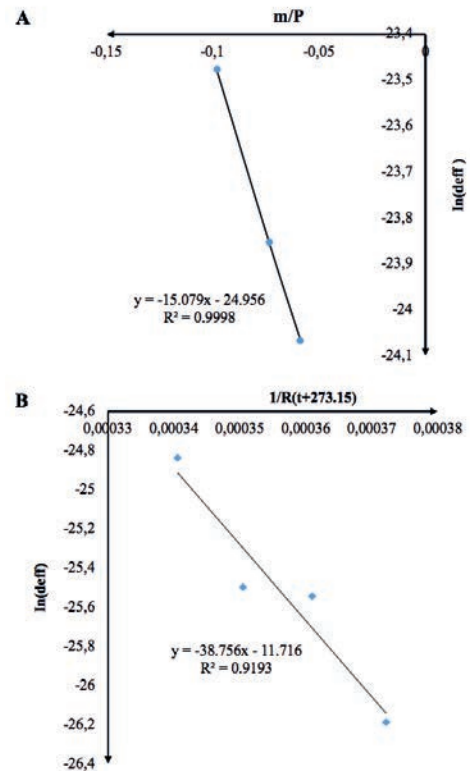 A
m/P
-0,15
-0,1
-0,05
0
23,4
-23,5
-23,6
-23,7
-23,8
-23,9
-24
-24,1
In(deff )
y = -15.079x - 24.956
R² = 0.9998
B
1/R(t+273.15)
-24,6
0,00033
0,00034
0,00035
0,00036
0,00037
0,00038
-24,8
-25
-25,2
-25,4
-25,6
-25,8
-26
-26,2
-26,4
In(deff)
y = -38.756x - 11.716
R² = 0.9193